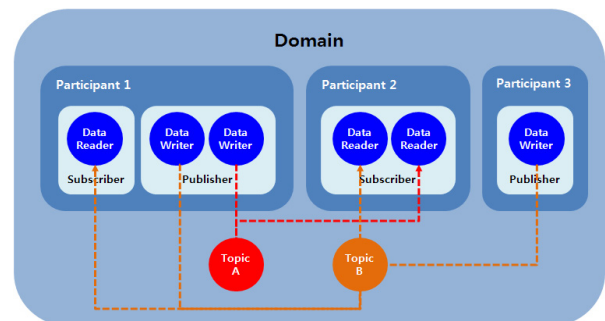 Domain
Participant 1
Participant 2
Participant 3
Data
Reader
Data
Writer
Data
Writer
Data
Reader
Data
Reader
Data
Writer
Subscriber
Publisher
Subscriber
Publisher
Topic
A
Topic
B